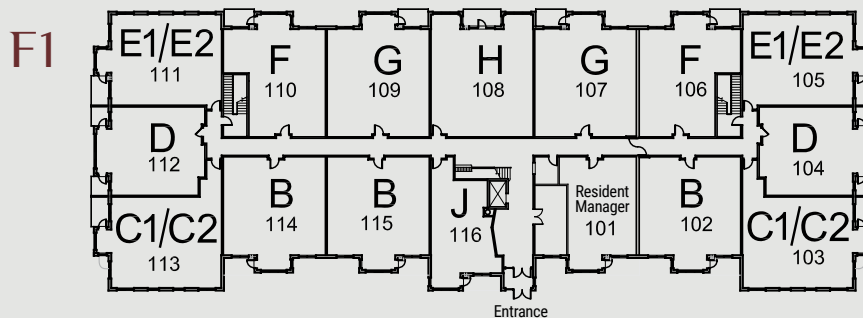 F1
E1/E2
111
F
110
G
109
H
108
G
107
F
106
E1/E2
105
D
112
D
104
C1/C2
113
B
114
B
115
J
116
Resident
Manager
101
B
102
C1/C2
103
Entrance